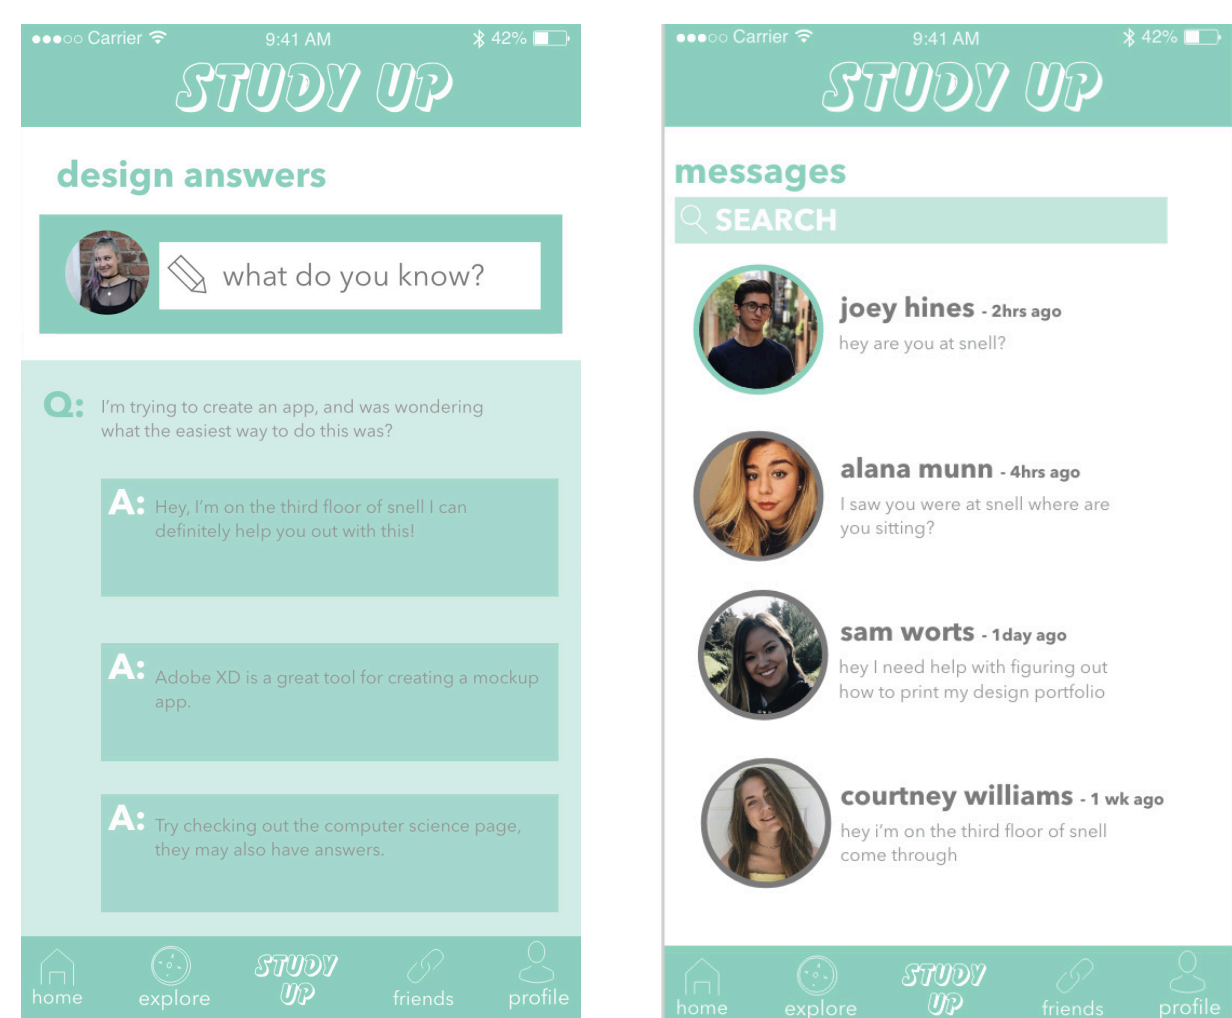 Carrier 9:41 AM 42%
STUDY UP
design answers
what do you know?
Q: I'm trying to create an app, and was wondering
what the easiest way to do this was?
A: Hey, I'm on the third floor of snell I can
definitely help you out with this!
A: Adobe XD is a great tool for creating a mockup
app.
A: Try checking out the computer science page,
they may also have answers.
home explore STUDY UP friends profile
Carrier 9:41 AM 42%
STUDY UP
messages
SEARCH
joey hines - 2hrs ago
hey are you at snell?
alana munn - 4hrs ago
I saw you were at snell where are
you sitting?
sam worts - 1day ago
hey I need help with figuring out
how to print my design portfolio
courtney williams - 1 wk ago
hey i'm on the third floor of snell
come through
home explore STUDY UP friends profile